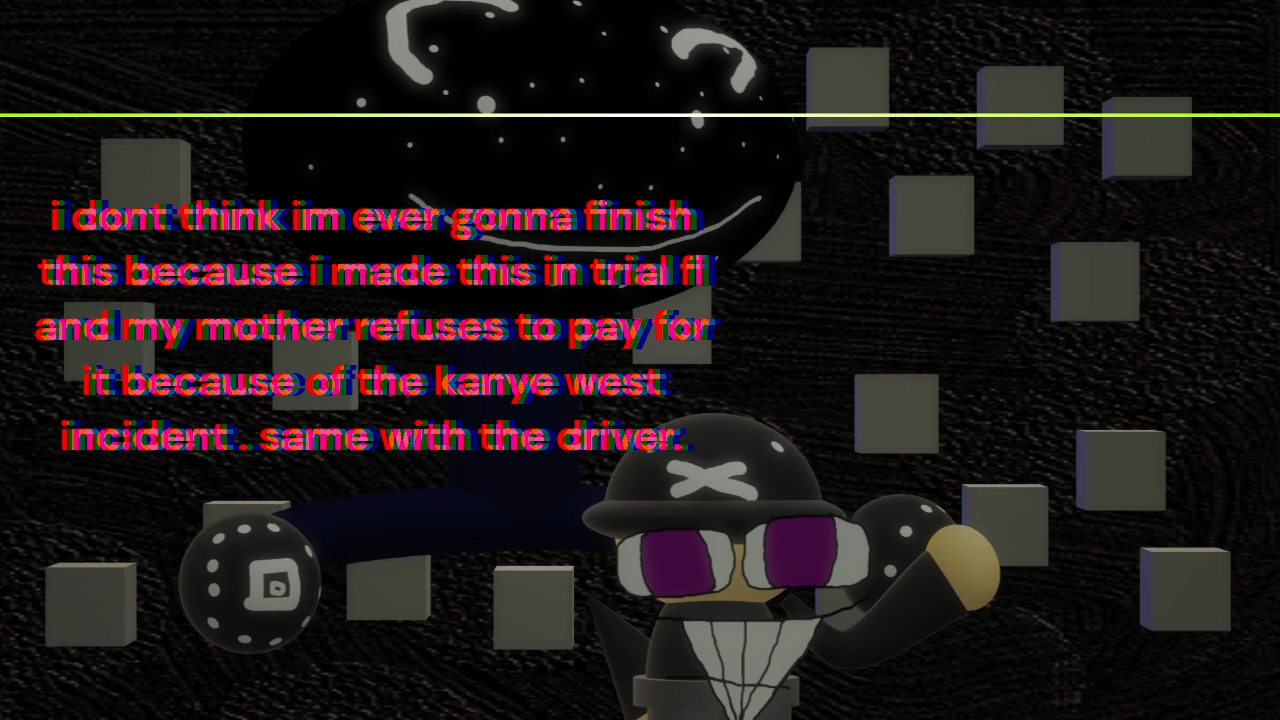 i dont think im ever gonna finish
this because i made this in trial fl
and my mother refuses to pay for
it because of the kanye west
incident . same with the driver.